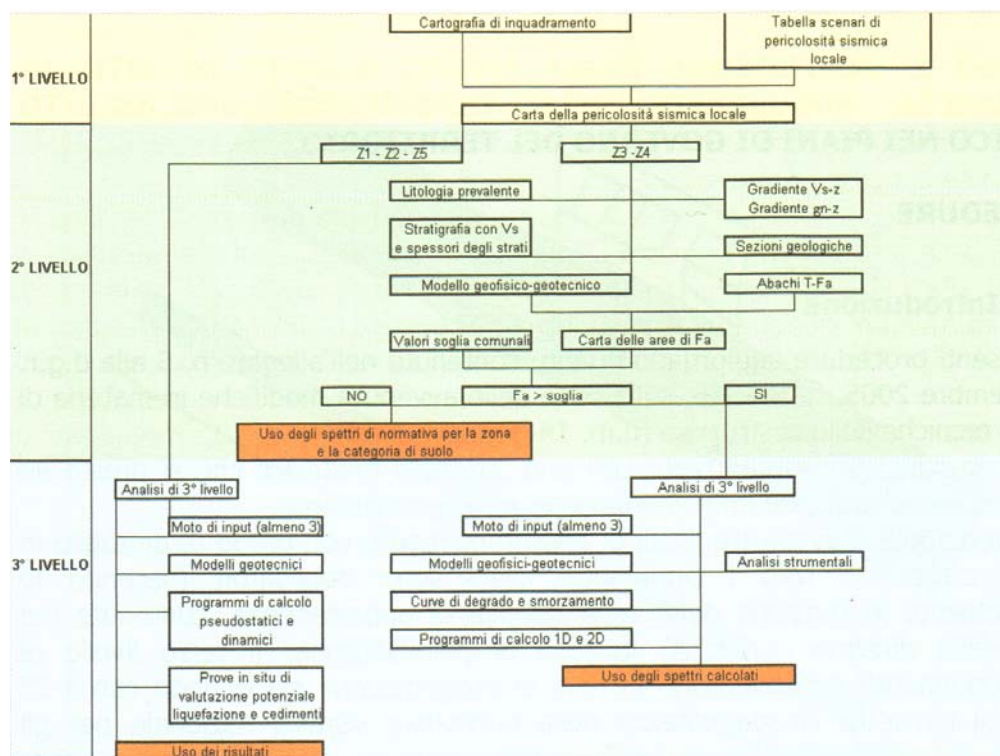 Cartografia di inquadramento
Tabella scenari di
pericolosità sismica
locale
1° LIVELLO
Carta della pericolosità sismica locale
Z1 - Z2 - Z5
Z3 -Z4
Litologia prevalente
Gradiente Vs-z
Gradiente gn-z
Stratigrafia con Vs
e spessori degli strati
Sezioni geologiche
2° LIVELLO
Modello geofisico-geotecnico
Abachi T-Fa
Valori soglia comunali
Carta delle aree di Fa
NO
Fa > soglia
SI
Uso degli spettri di normativa per la zona
e la categoria di suolo
Analisi di 3° livello
Analisi di 3° livello
Moto di input (almeno 3)
Moto di input (almeno 3)
3° LIVELLO
Modelli geotecnici
Modelli geofisici-geotecnici
Analisi strumentali
Programmi di calcolo
pseudostatici e
dinamici
Curve di degrado e smorzamento
Programmi di calcolo 1D e 2D
Prove in situ di
valutazione potenziale
liquefazione e cedimenti
Uso degli spettri calcolati
Uso dei risultati